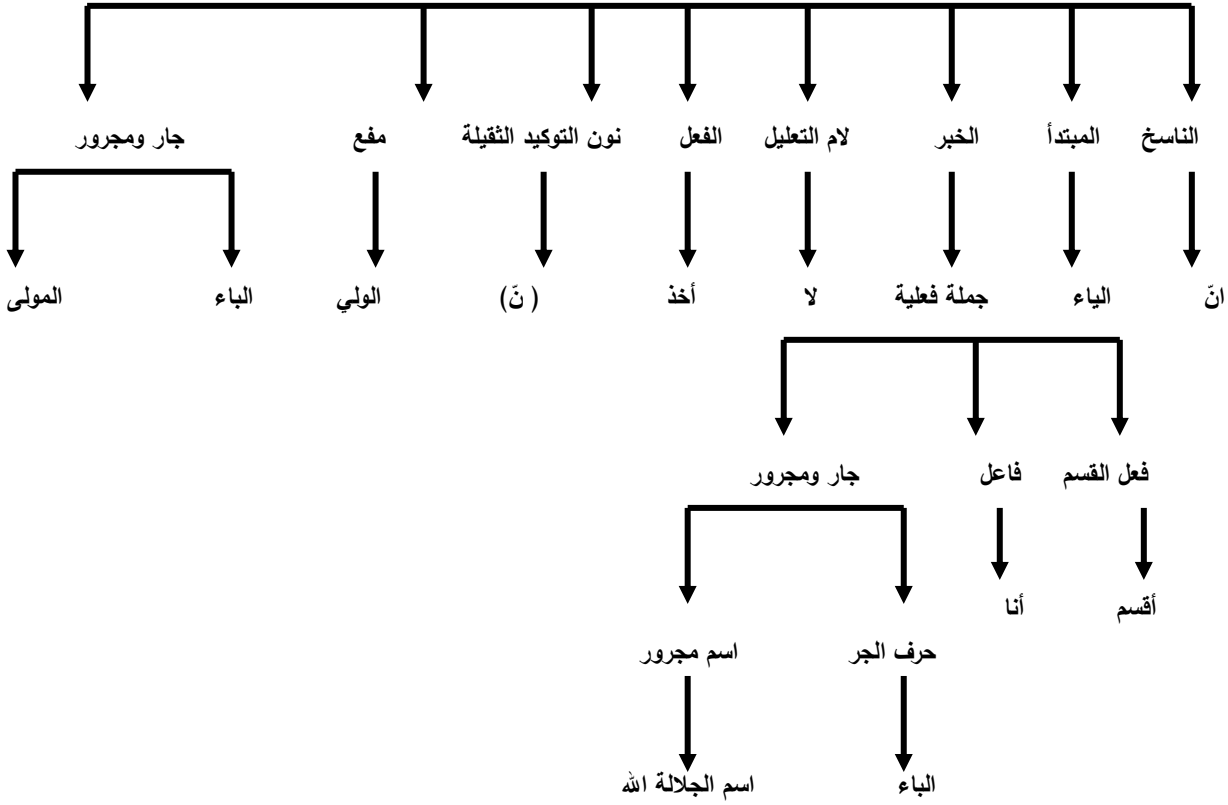 الناسخ المبتدأ الخبر لام التعليل الفعل نون التوكيد الثقيلة مفع جار ومجرور
انّ الياء جملة فعلية لا أخذ ( نّ) الولي الباء المولى
فعل القسم فاعل جار ومجرور
أقسم أنا
حرف الجر اسم مجرور
الباء اسم الجلالة الله